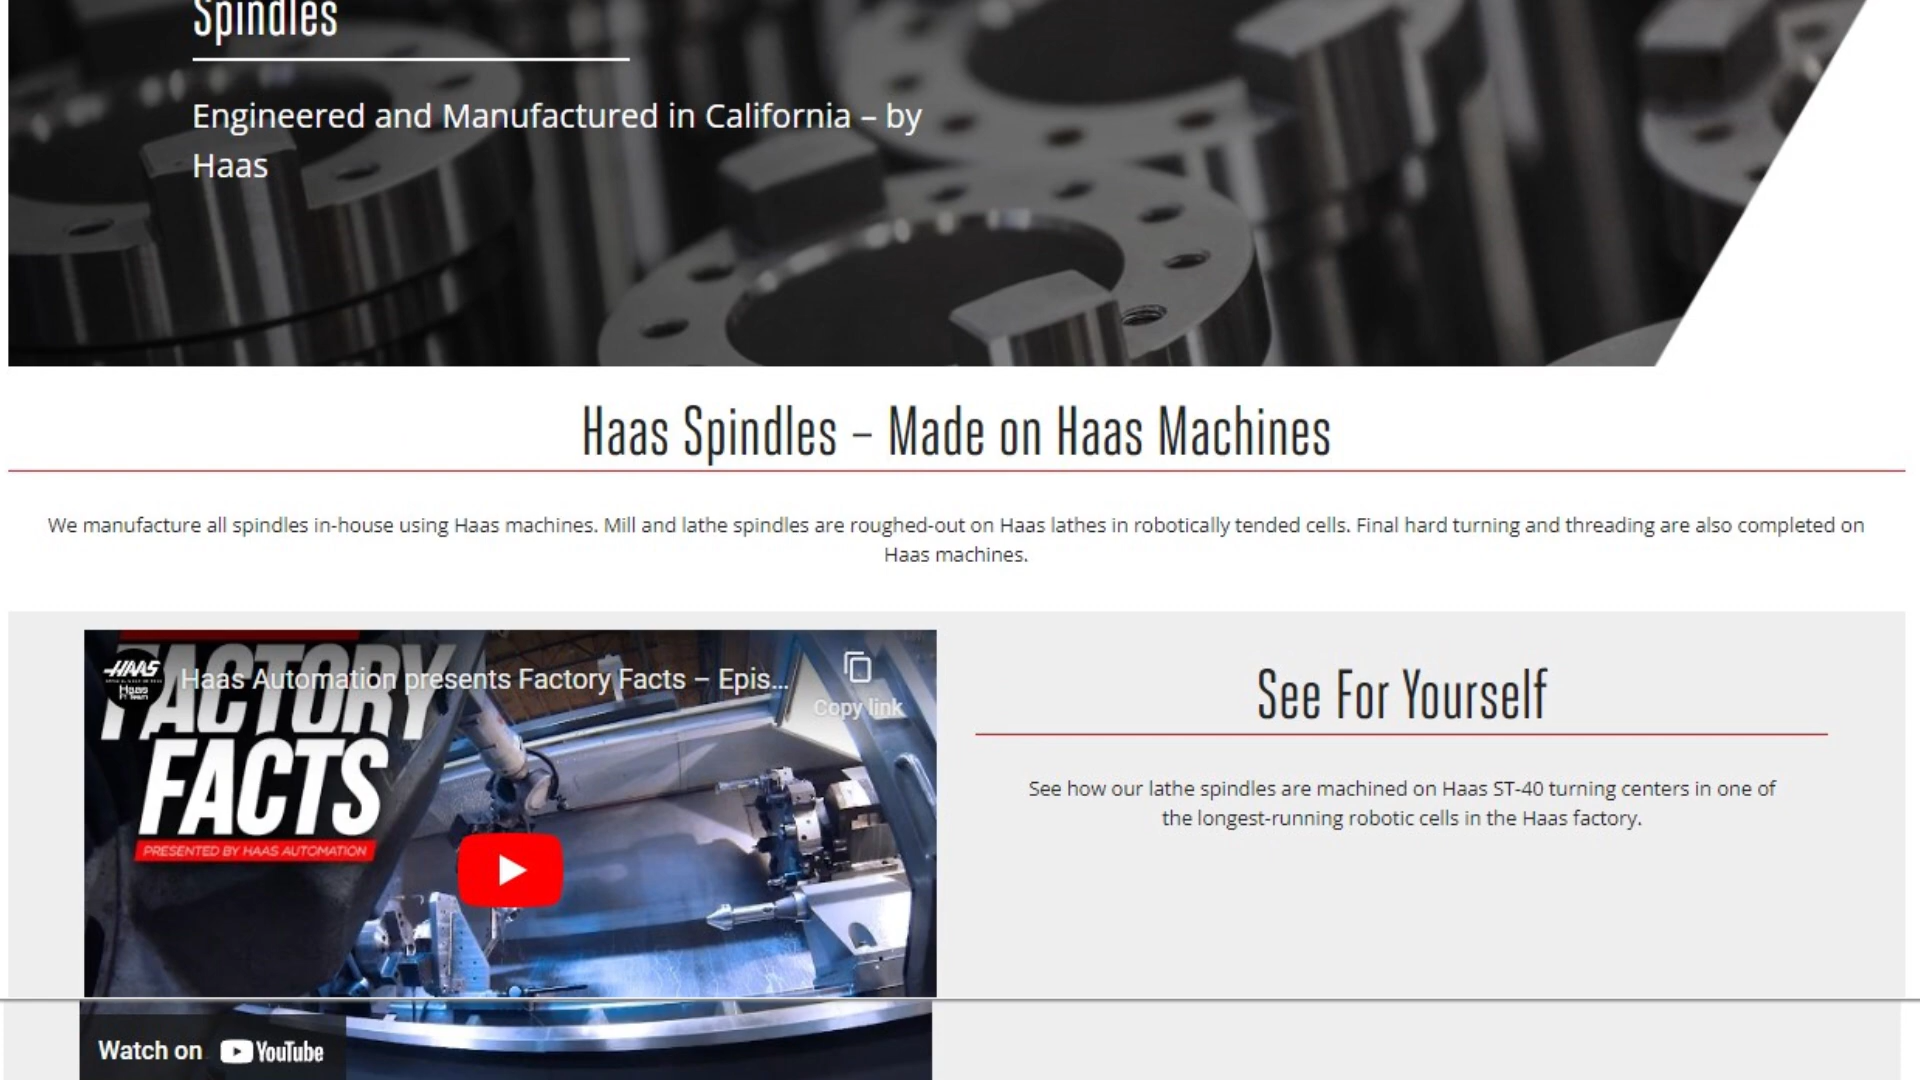 Spindles
Engineered and Manufactured in California – by
Haas
Haas Spindles – Made on Haas Machines
We manufacture all spindles in-house using Haas machines. Mill and lathe spindles are roughed-out on Haas lathes in robotically tended cells. Final hard turning and threading are also completed on
Haas machines.
HAAS
Haas Automation presents Factory Facts – Epis...
Copy link
FACTORY
FACTS
PRESENTED BY HAAS AUTOMATION
See For Yourself
See how our lathe spindles are machined on Haas ST-40 turning centers in one of
the longest-running robotic cells in the Haas factory.
Watch on YouTube